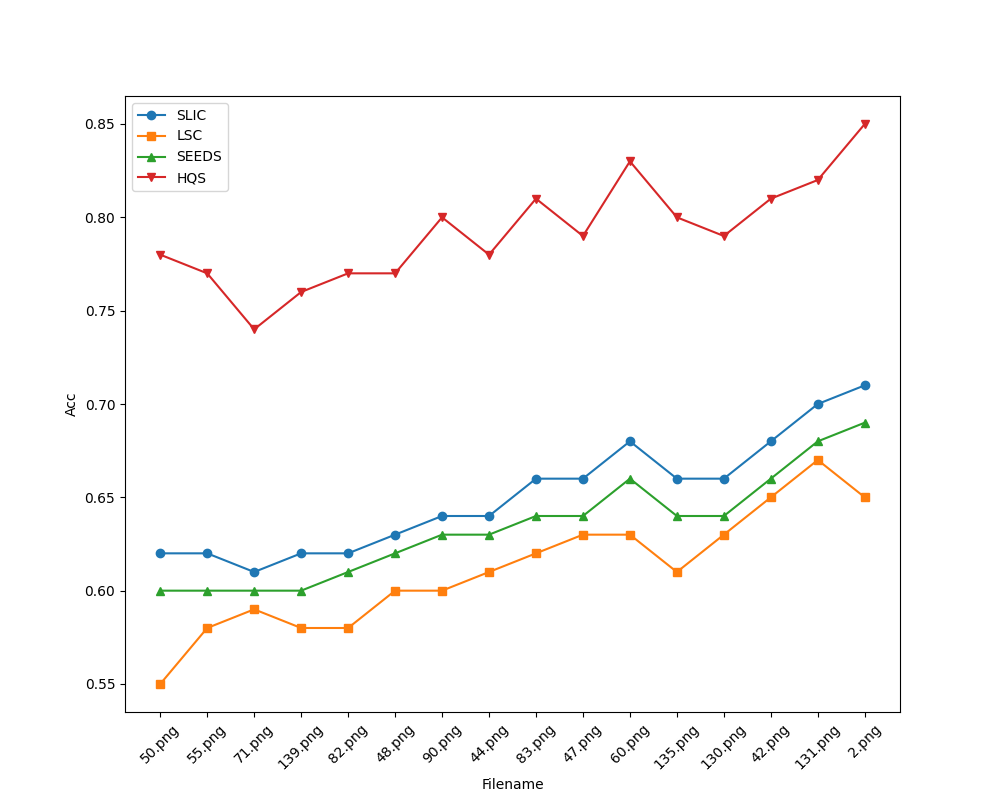 SLIC
LSC
SEEDS
HQS
0.85
0.80
0.75
0.70
0.65
0.60
0.55
Acc
50.png
55.png
71.png
139.png
82.png
48.png
90.png
44.png
83.png
47.png
60.png
135.png
130.png
42.png
131.png
2.png
Filename